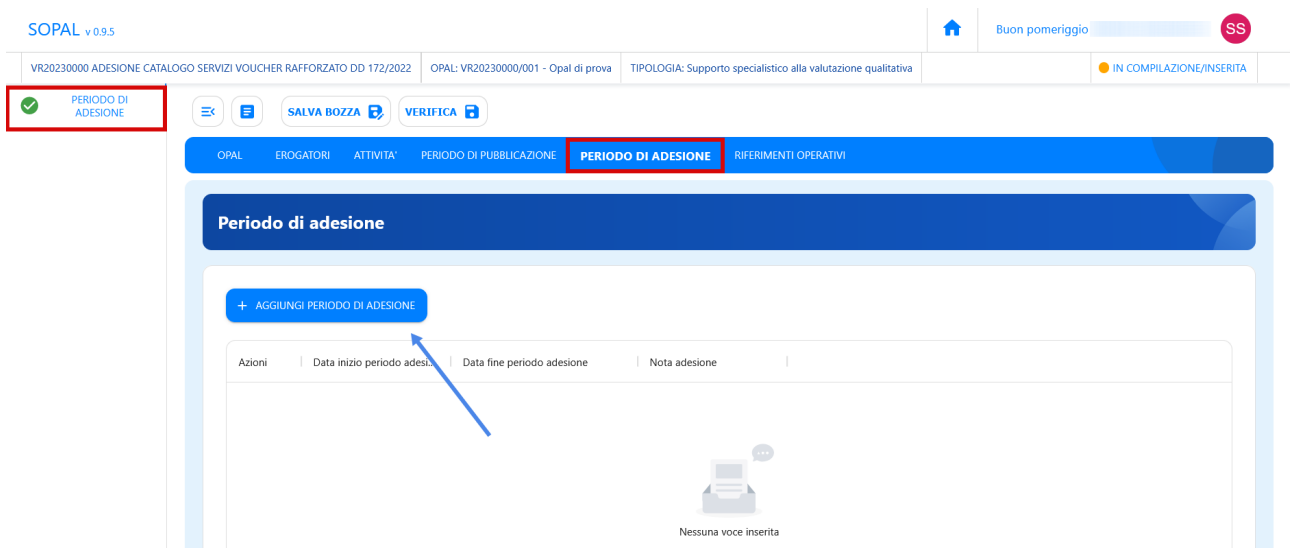 SOPAL v 0.9.5
Buon pomeriggio
SS
VR20230000 ADESIONE CATALOGO SERVIZI VOUCHER RAFFORZATO DD 172/2022
OPAL: VR20230000/001 - Opal di prova
TIPOLOGIA: Supporto specialistico alla valutazione qualitativa
IN COMPILAZIONE/INSERITA
PERIODO DI
ADESIONE
SALVA BOZZA
VERIFICA
OPAL
EROGATORI
ATTIVITA'
PERIODO DI PUBBLICAZIONE
PERIODO DI ADESIONE
RIFERIMENTI OPERATIVI
Periodo di adesione
+ AGGIUNGI PERIODO DI ADESIONE
Azioni
Data inizio periodo adesi...
Data fine periodo adesione
Nota adesione
Nessuna voce inserita